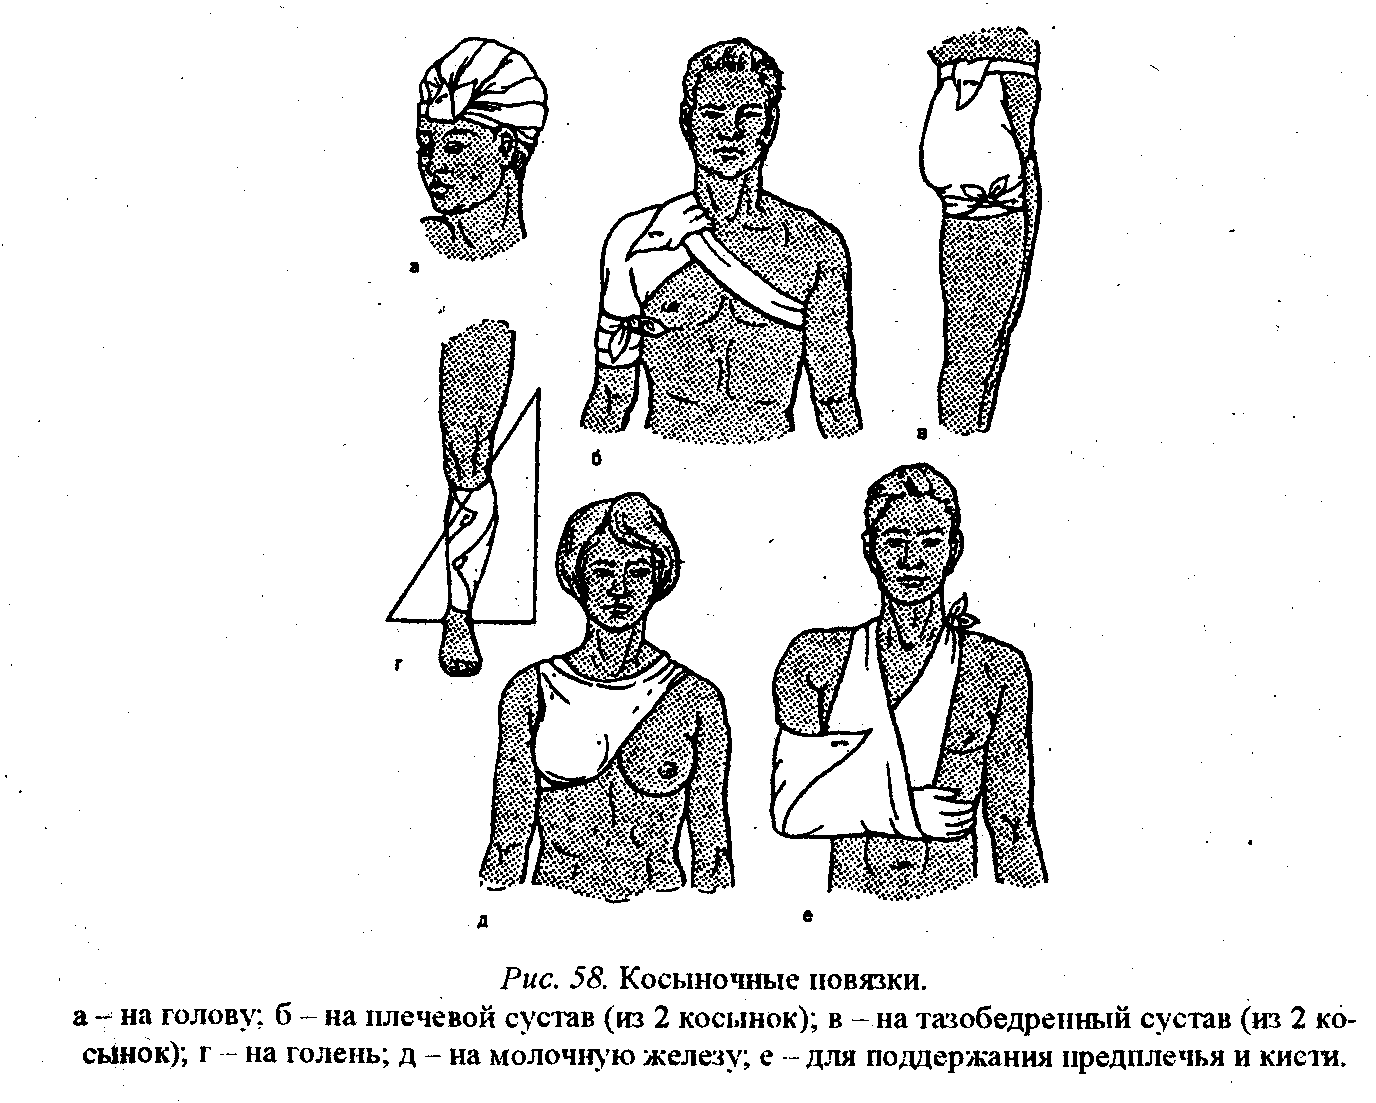 а
б
в
г
д
е
Рис. 58. Косыночные повязки.
а – на голову; б – на плечевой сустав (из 2 косынок); в – на тазобедренный сустав (из 2 ко-
сынок); г – на голень; д – на молочную железу; е – для поддержания предплечья и кисти.